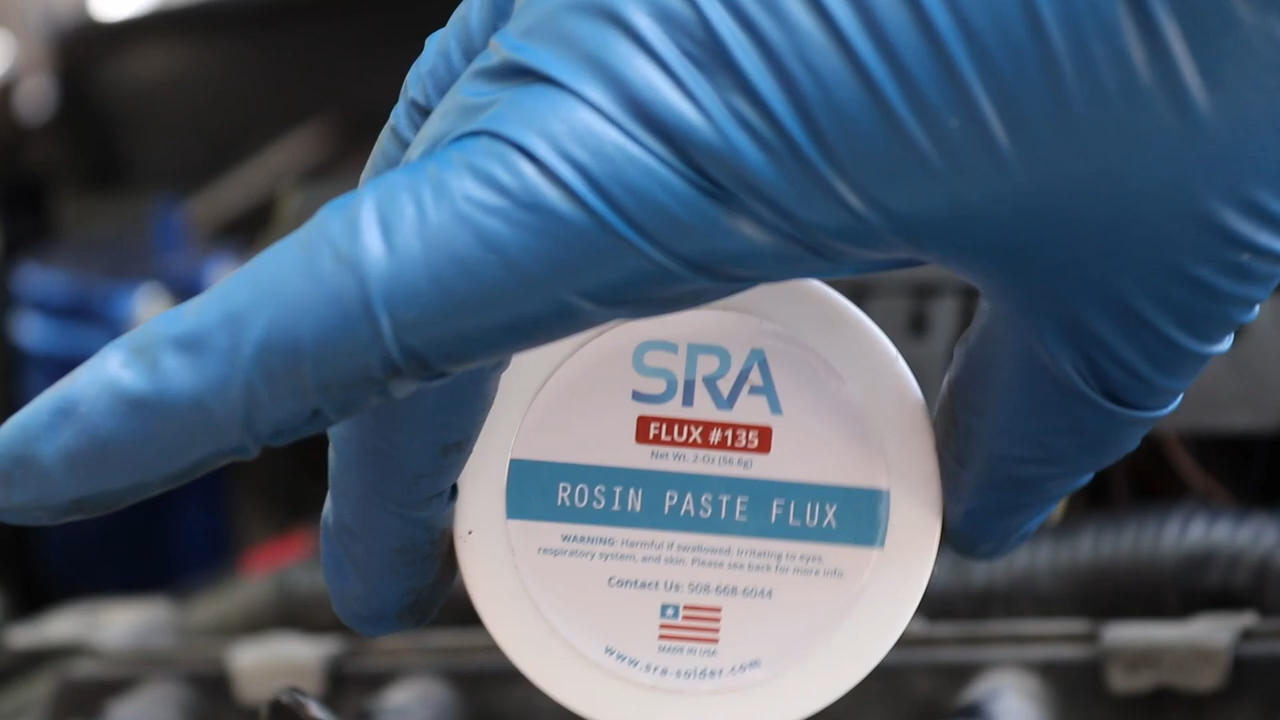 SRA
FLUX #135
Net Wt. 2-Oz (56.6g)
ROSIN PASTE FLUX
WARNING: Harmful if swallowed. Irritating to eyes,
respiratory system, and skin. Please see back for more info.
Contact Us: 508-668-6044
MADE IN USA
www.sra-solder.com